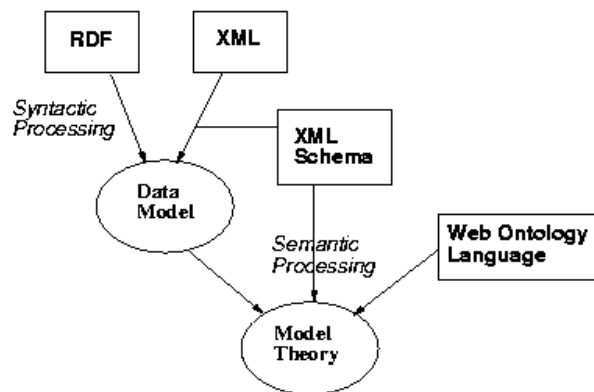 RDF
XML
Syntactic
Processing
XML
Schema
Data
Model
Semantic
Processing
Web Ontology
Language
Model
Theory